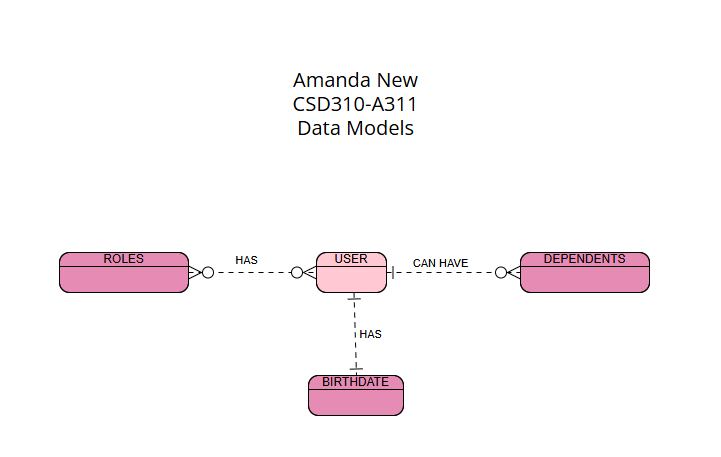 Amanda New
CSD310-A311
Data Models
ROLES
HAS
USER
CAN HAVE
DEPENDENTS
HAS
BIRTHDATE